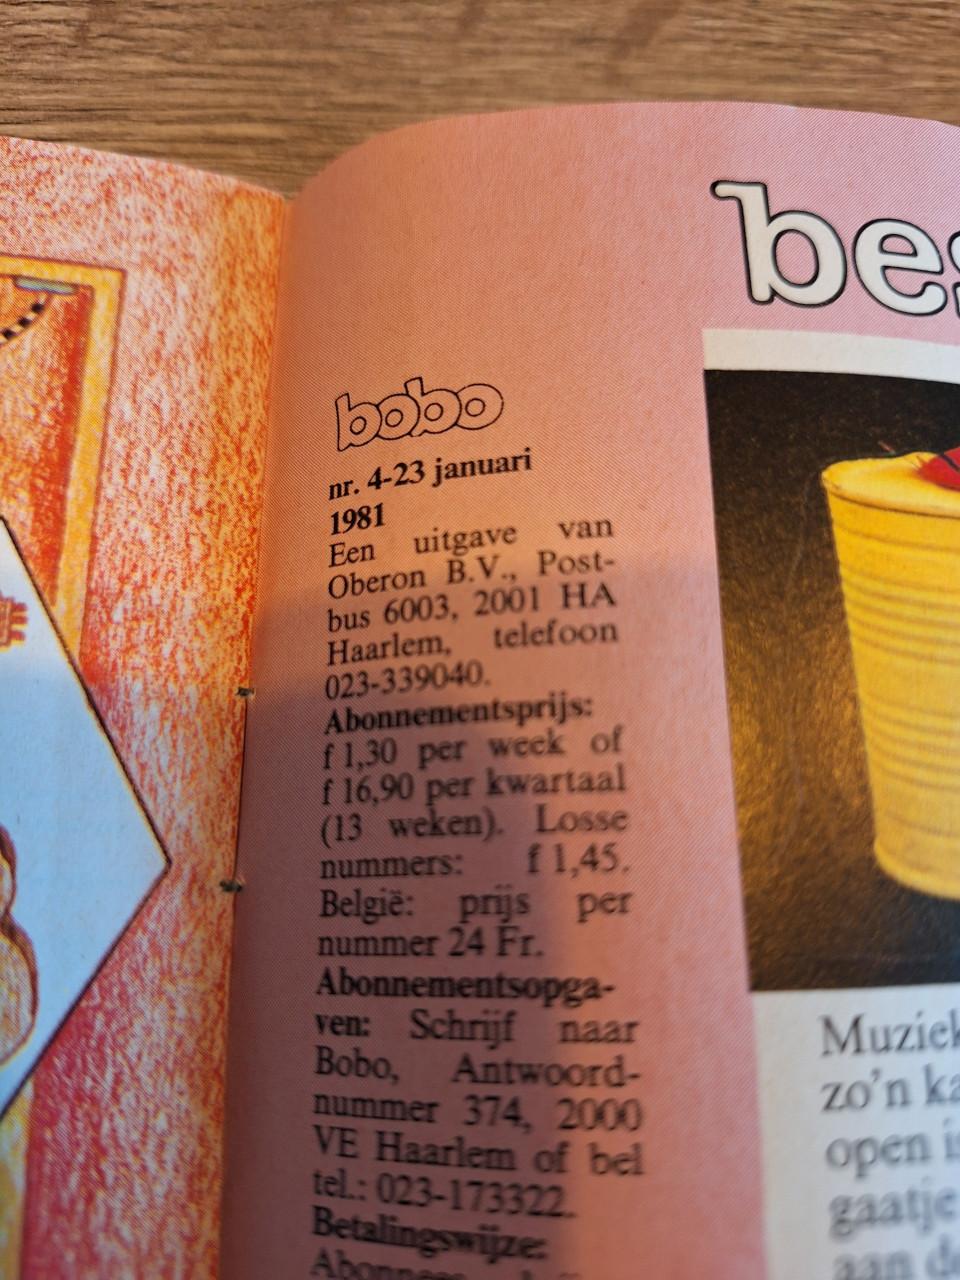 bobo
nr. 4-23 januari
1981
Een uitgave van
Oberon B.V., Post-
bus 6003, 2001 HA
Haarlem, telefoon
023-339040.
Abonnementsprijs:
f 1,30 per week of
f 16,90 per kwartaal
(13 weken). Losse
nummers: f 1,45.
België: prijs per
nummer 24 Fr.
Abonnementsopga-
ven: Schrijf naar
Bobo, Antwoord-
nummer 374, 2000
VE Haarlem of bel
tel.: 023-173322.
Betalingswijze:
bes
Muziek
zo'n ka
open i
gaatje
aan de